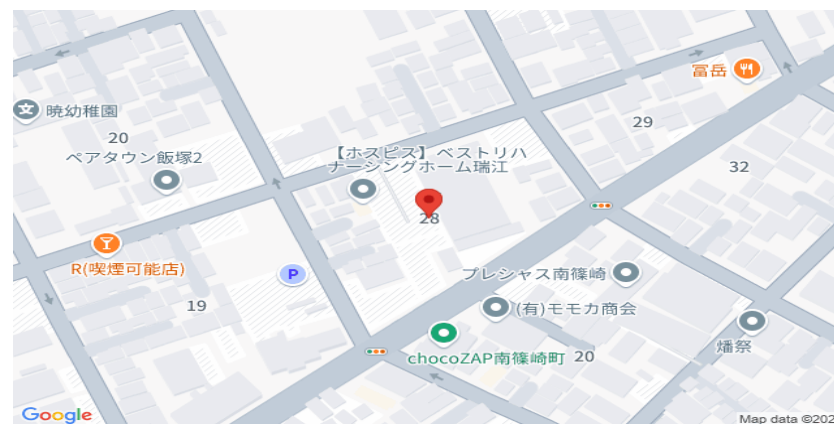 冨岳
29
暁幼稚園
20
ペアタウン飯塚2
【ホスピス】ベストリハ
ナーシングホーム瑞江
32
28
R(喫煙可能店)
P
プレシャス南篠崎
19
(有)モモカ商会
燔祭
chocoZAP南篠崎町
20
Google
Map data ©202